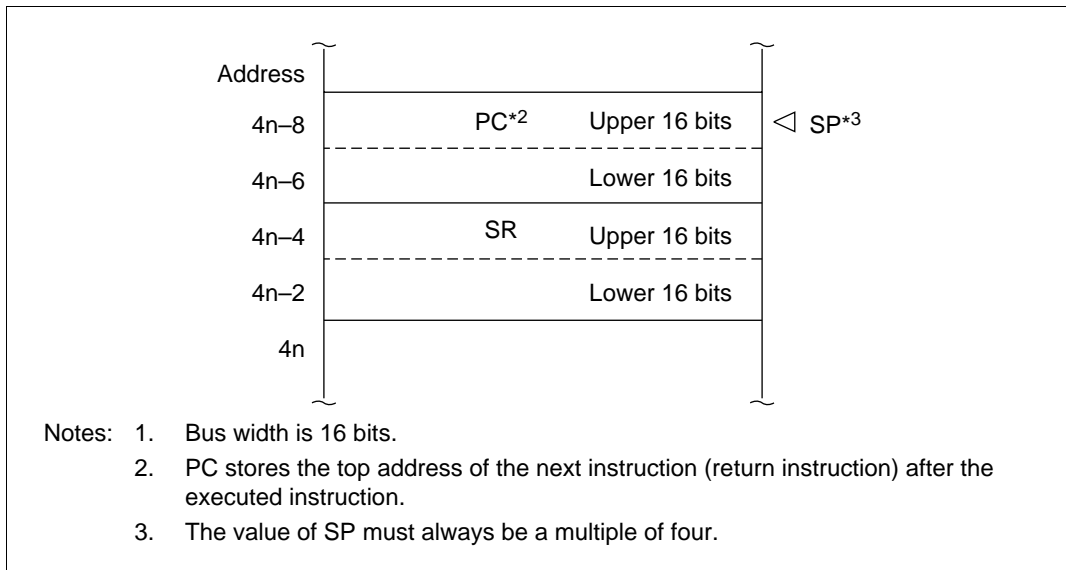 Address
4n–8 PC*2 Upper 16 bits SP*3
4n–6 Lower 16 bits
4n–4 SR Upper 16 bits
4n–2 Lower 16 bits
4n
Notes: 1. Bus width is 16 bits.
2. PC stores the top address of the next instruction (return instruction) after the
executed instruction.
3. The value of SP must always be a multiple of four.